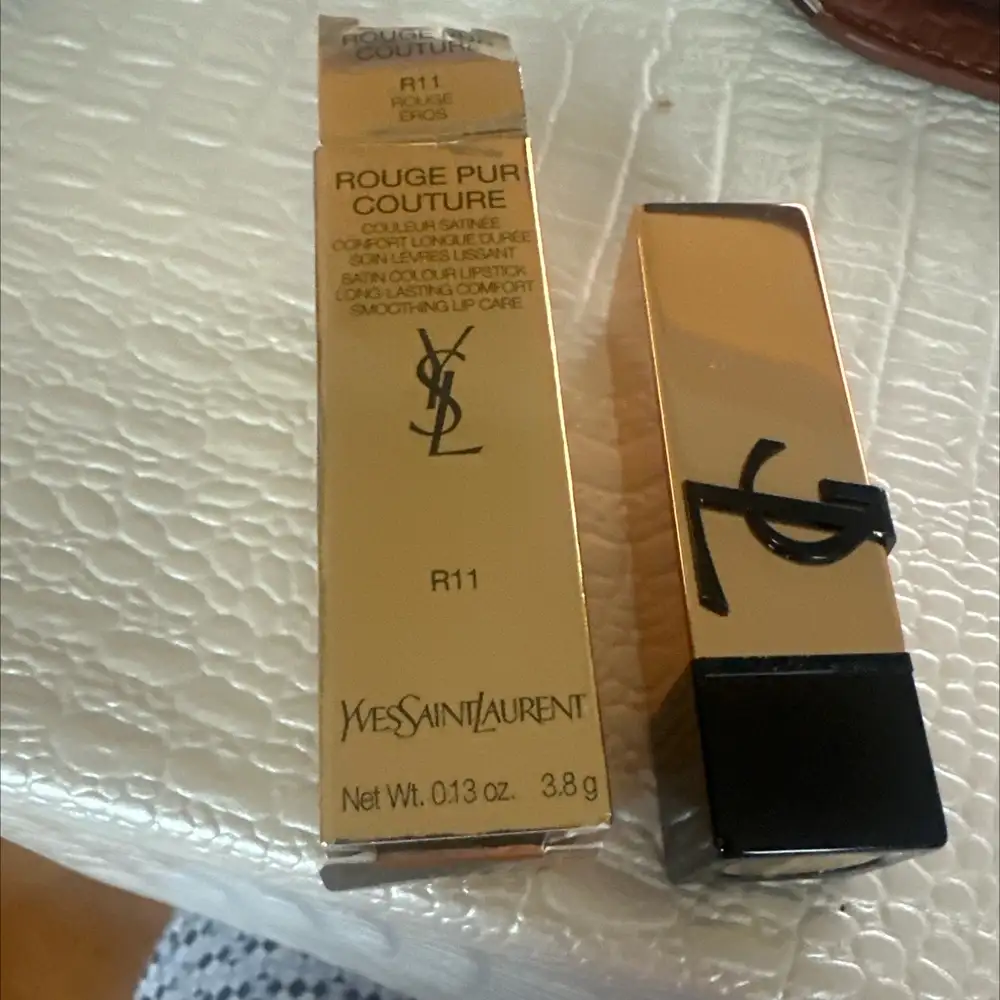 ROUGE PUR
COUTURE
R11
ROUGE
EROS
ROUGE PUR
COUTURE
COULEUR SATINÉE
CONFORT LONGUE DURÉE
SOIN LÈVRES LISSANT
SATIN COLOUR LIPSTICK
LONG-LASTING COMFORT
SMOOTHING LIP CARE
YSL
R11
YVESSAINTLAURENT
Net Wt. 0.13 oz. 3.8 g
YSL